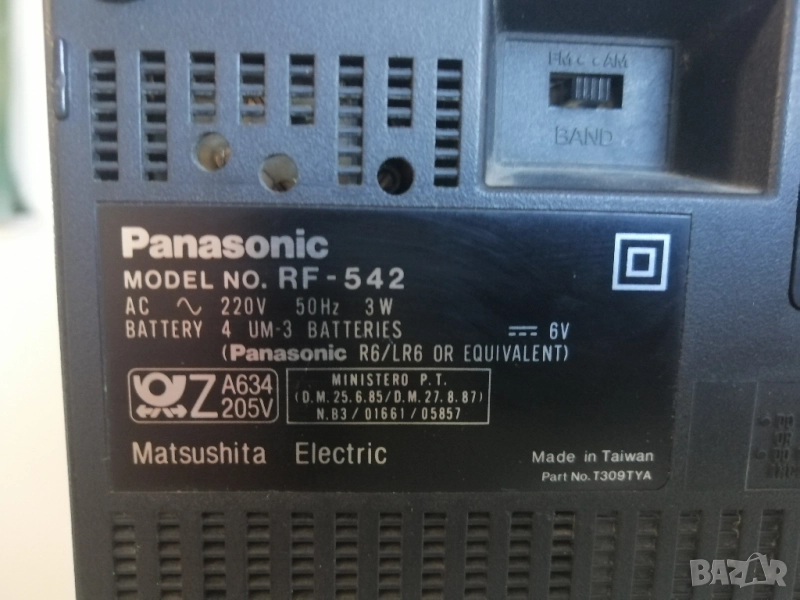 FM AM
BAND
Panasonic
MODEL NO. RF-542
AC ∿ 220V 50Hz 3W
BATTERY 4 UM-3 BATTERIES ⎓ 6V
(Panasonic R6/LR6 OR EQUIVALENT)
Z A634
205V
MINISTERO P.T.
(D.M.25.6.85/D.M.27.8.87)
N.B3/01661/05857
Matsushita Electric
Made in Taiwan
Part No. T309TYA
BAZAR